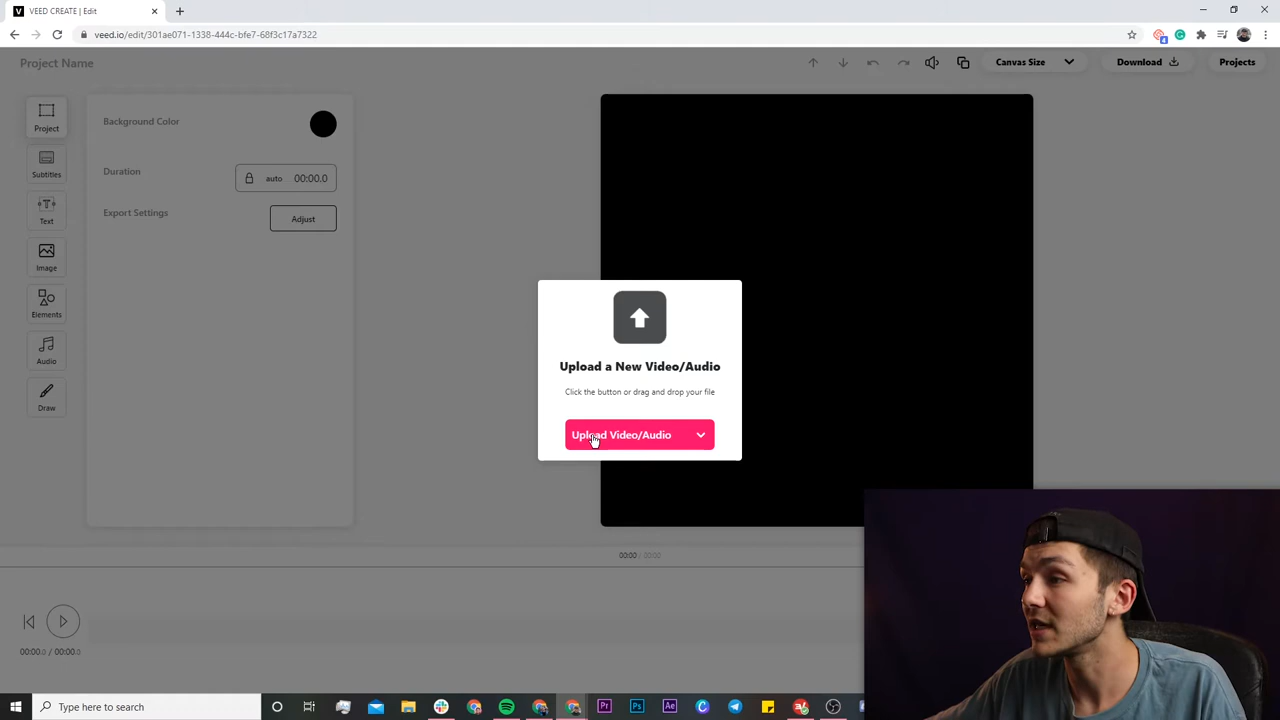 VEED CREATE | Edit
veed.io/edit/301ae071-1338-444c-bfe7-68f3c17a7322
Project Name
Canvas Size
Download
Projects
Project
Subtitles
Text
Image
Elements
Audio
Draw
Background Color
Duration
auto 00:00.0
Export Settings
Adjust
Upload a New Video/Audio
Click the button or drag and drop your file
Upload Video/Audio
00:00 / 00:00
00:00.0 / 00:00.0
Type here to search
Pr
Ps
Ae